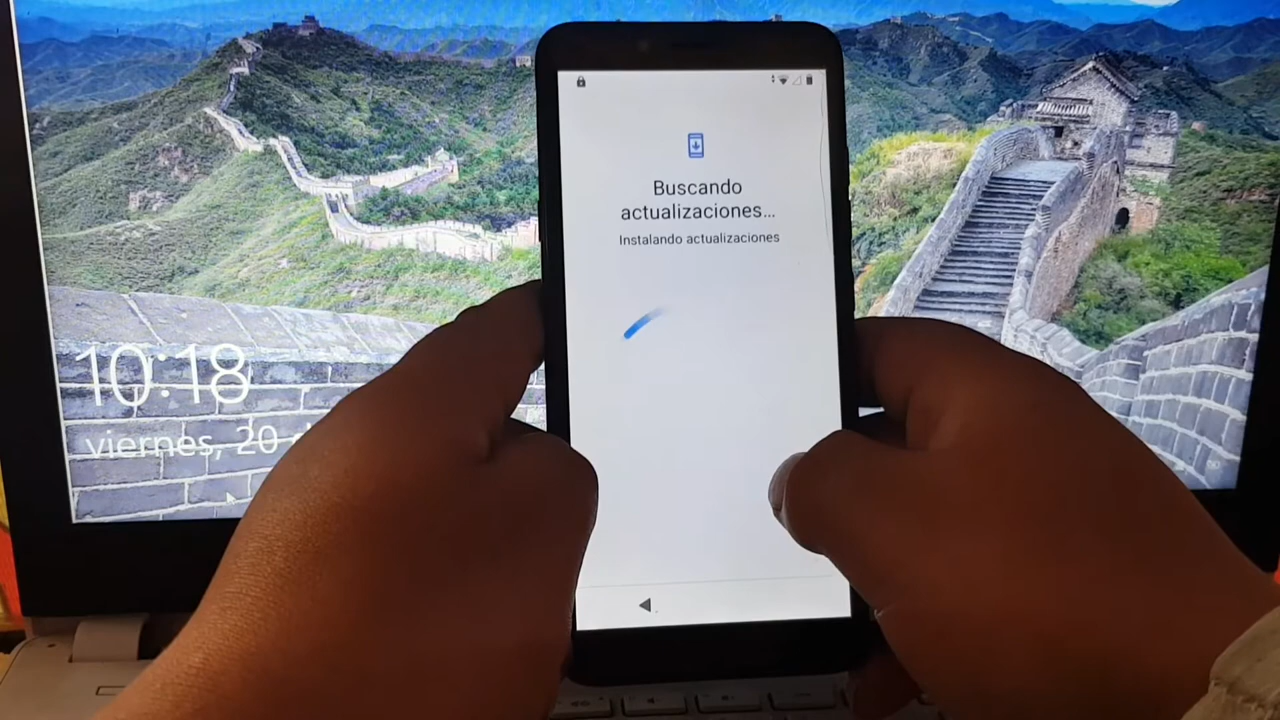 Buscando
actualizaciones...
Instalando actualizaciones
10:18
viernes, 20